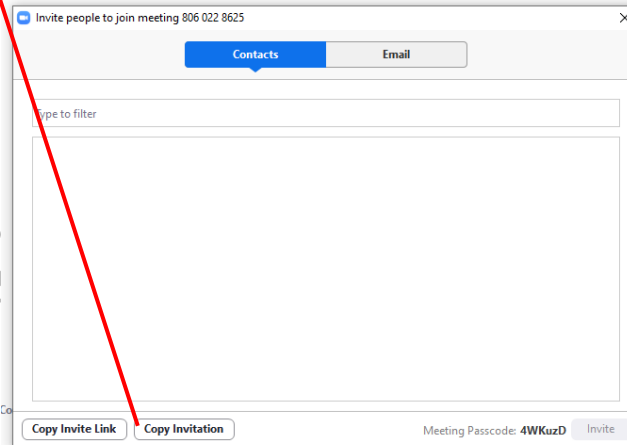 Invite people to join meeting 806 022 8625
Contacts Email
Type to filter
Co
Copy Invite Link Copy Invitation Meeting Passcode: 4WKuzD Invite